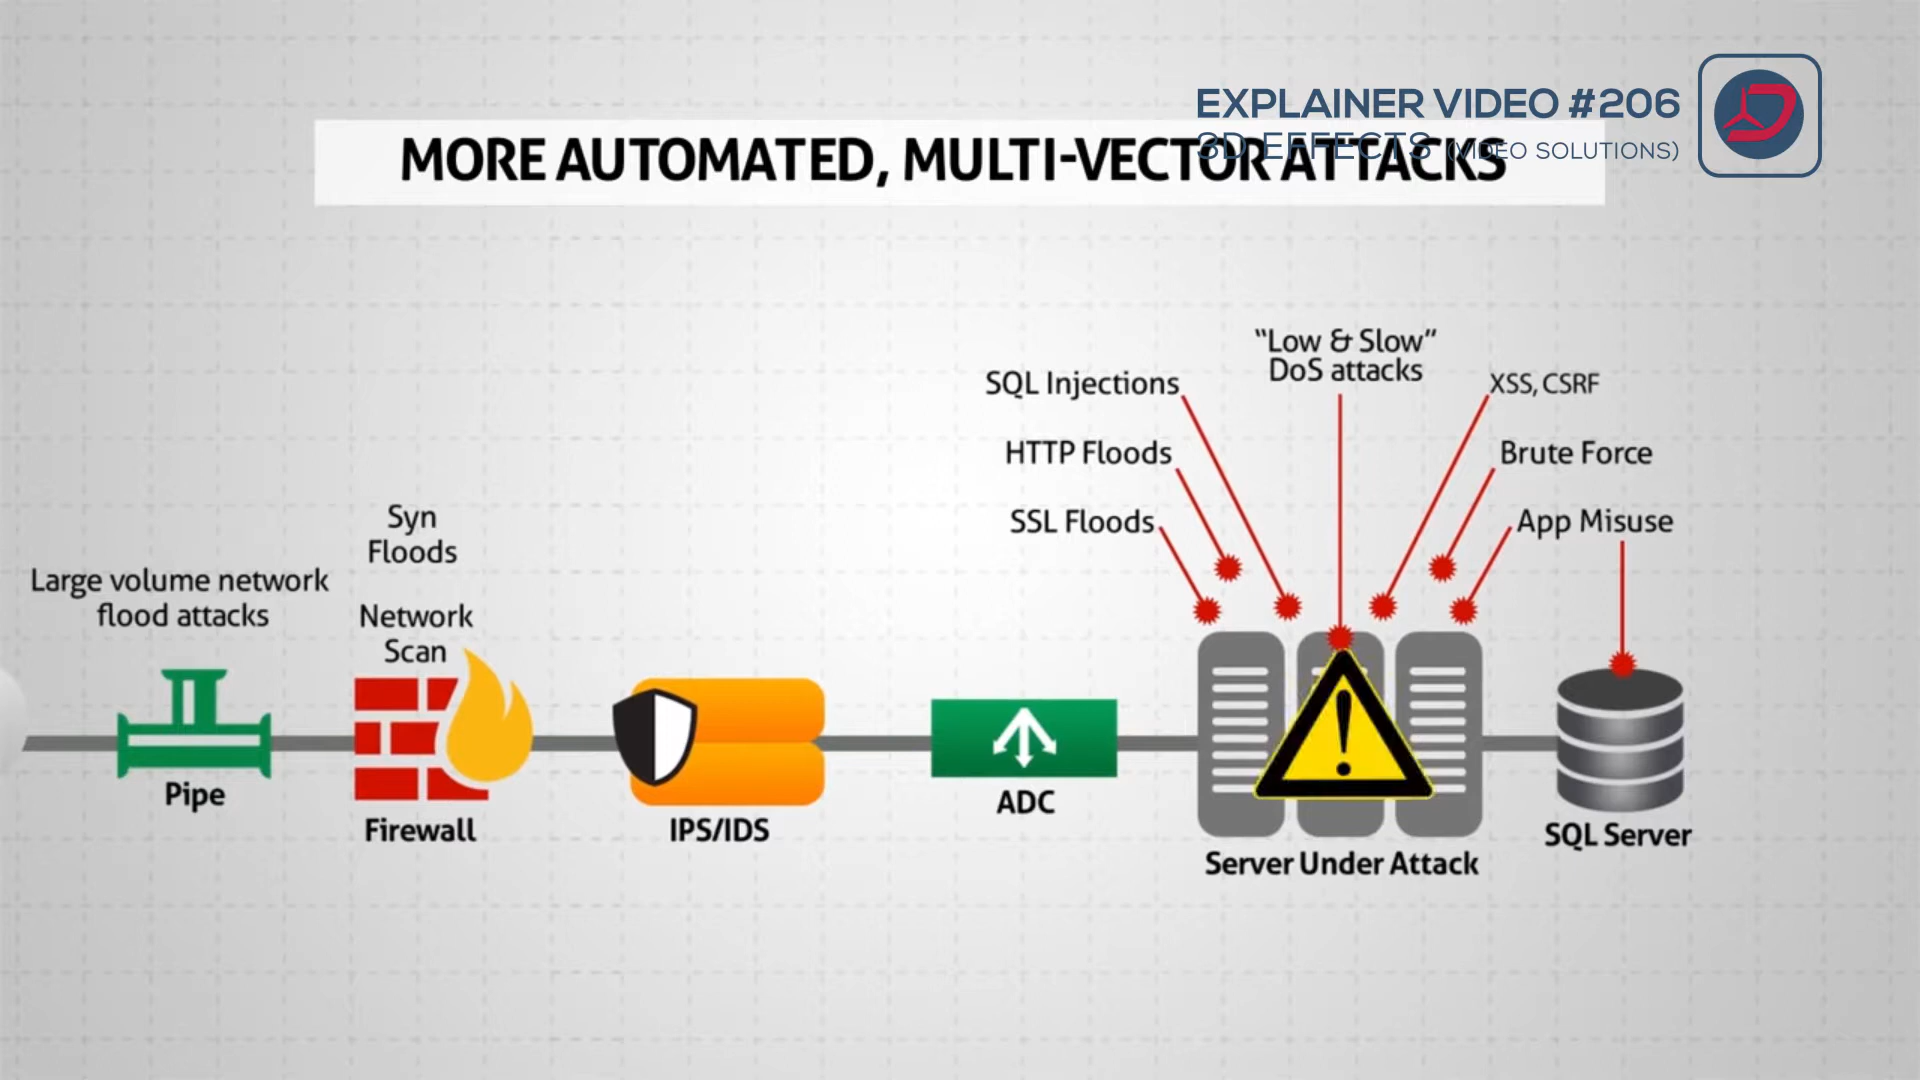 EXPLAINER VIDEO #206
3D EFFECTS (VIDEO SOLUTIONS)
MORE AUTOMATED, MULTI-VECTOR ATTACKS
"Low & Slow"
DoS attacks
SQL Injections
XSS, CSRF
HTTP Floods
Brute Force
SSL Floods
App Misuse
Syn
Floods
Large volume network
flood attacks
Network
Scan
Pipe
Firewall
IPS/IDS
ADC
Server Under Attack
SQL Server